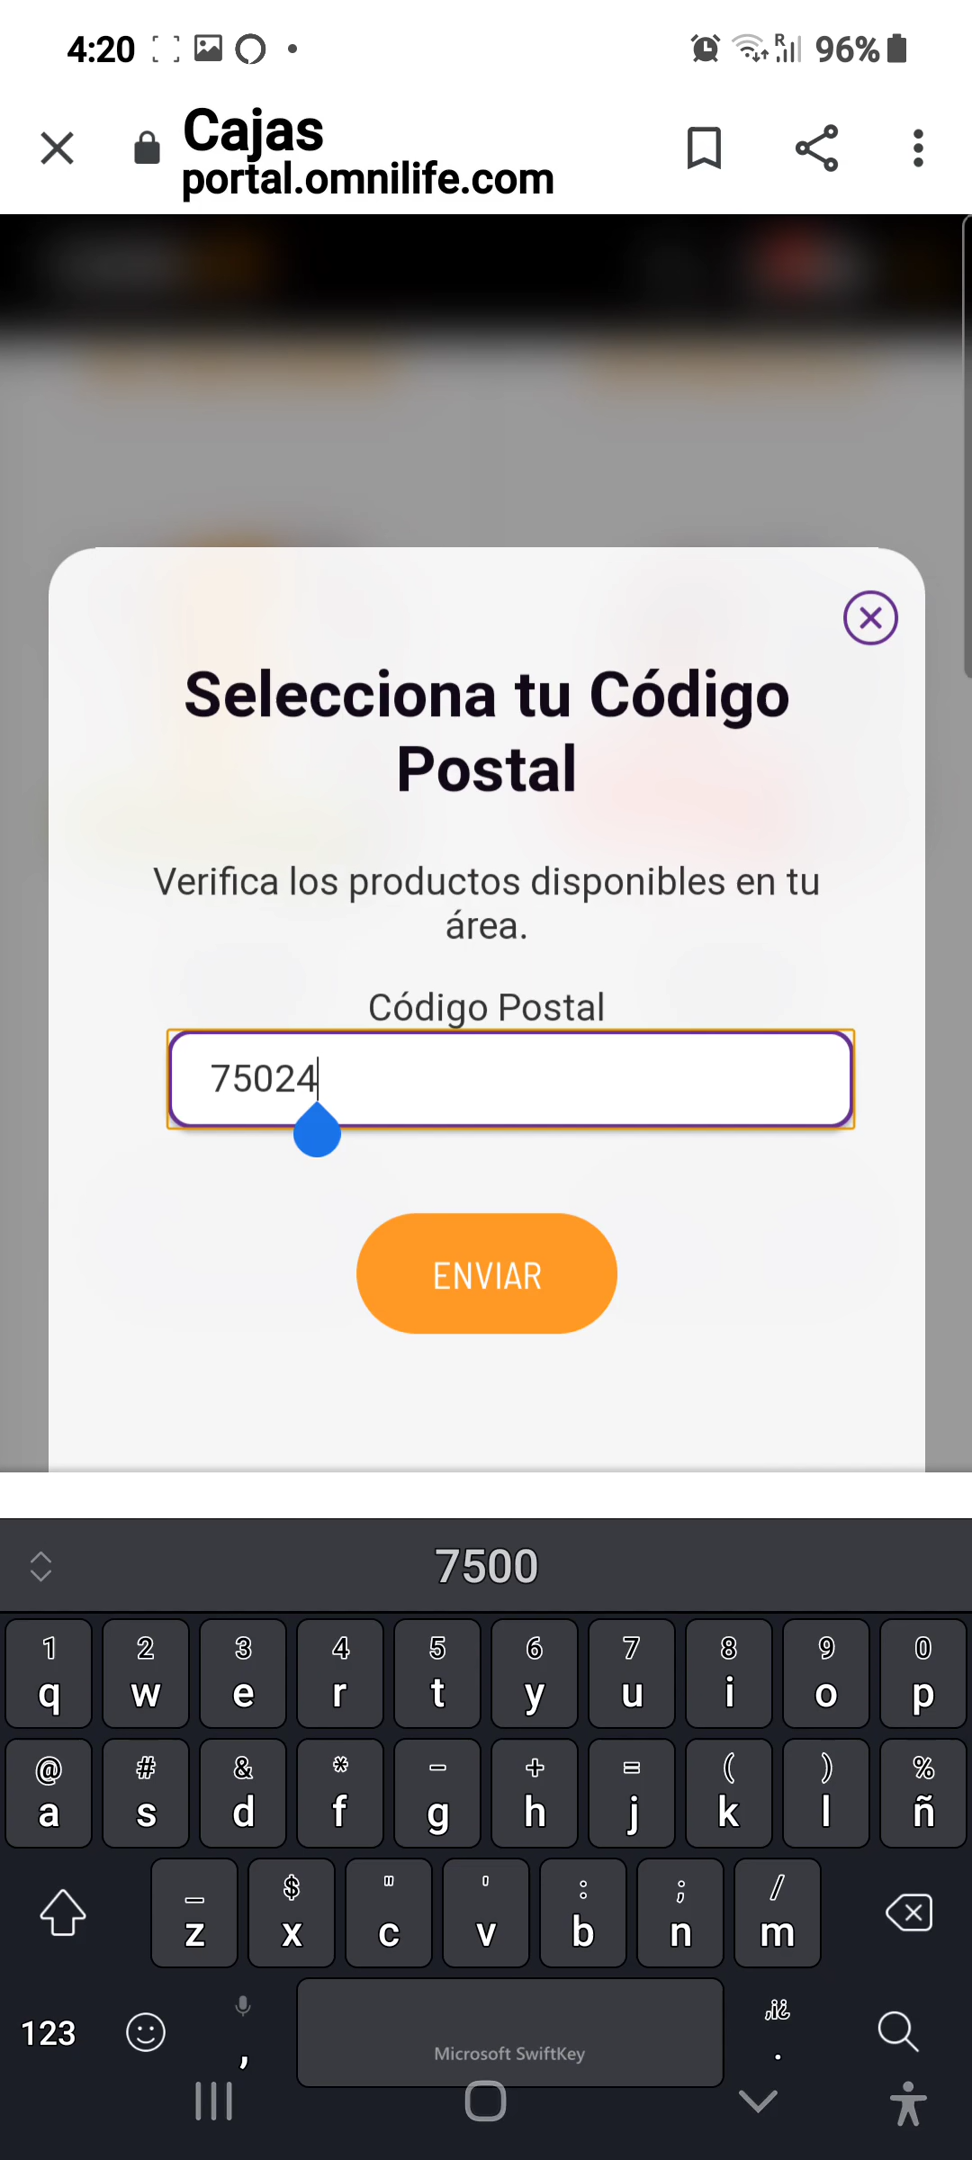 4:20 96%
Cajas
portal.omnilife.com
Selecciona tu Código
Postal
Verifica los productos disponibles en tu
área.
Código Postal
75024
ENVIAR
7500
1 2 3 4 5 6 7 8 9 0
q w e r t y u i o p
@ # & * - + = ( ) %
a s d f g h j k l ñ
_ $ " ' : ; /
z x c v b n m
123 , Microsoft SwiftKey ,¡¿ .